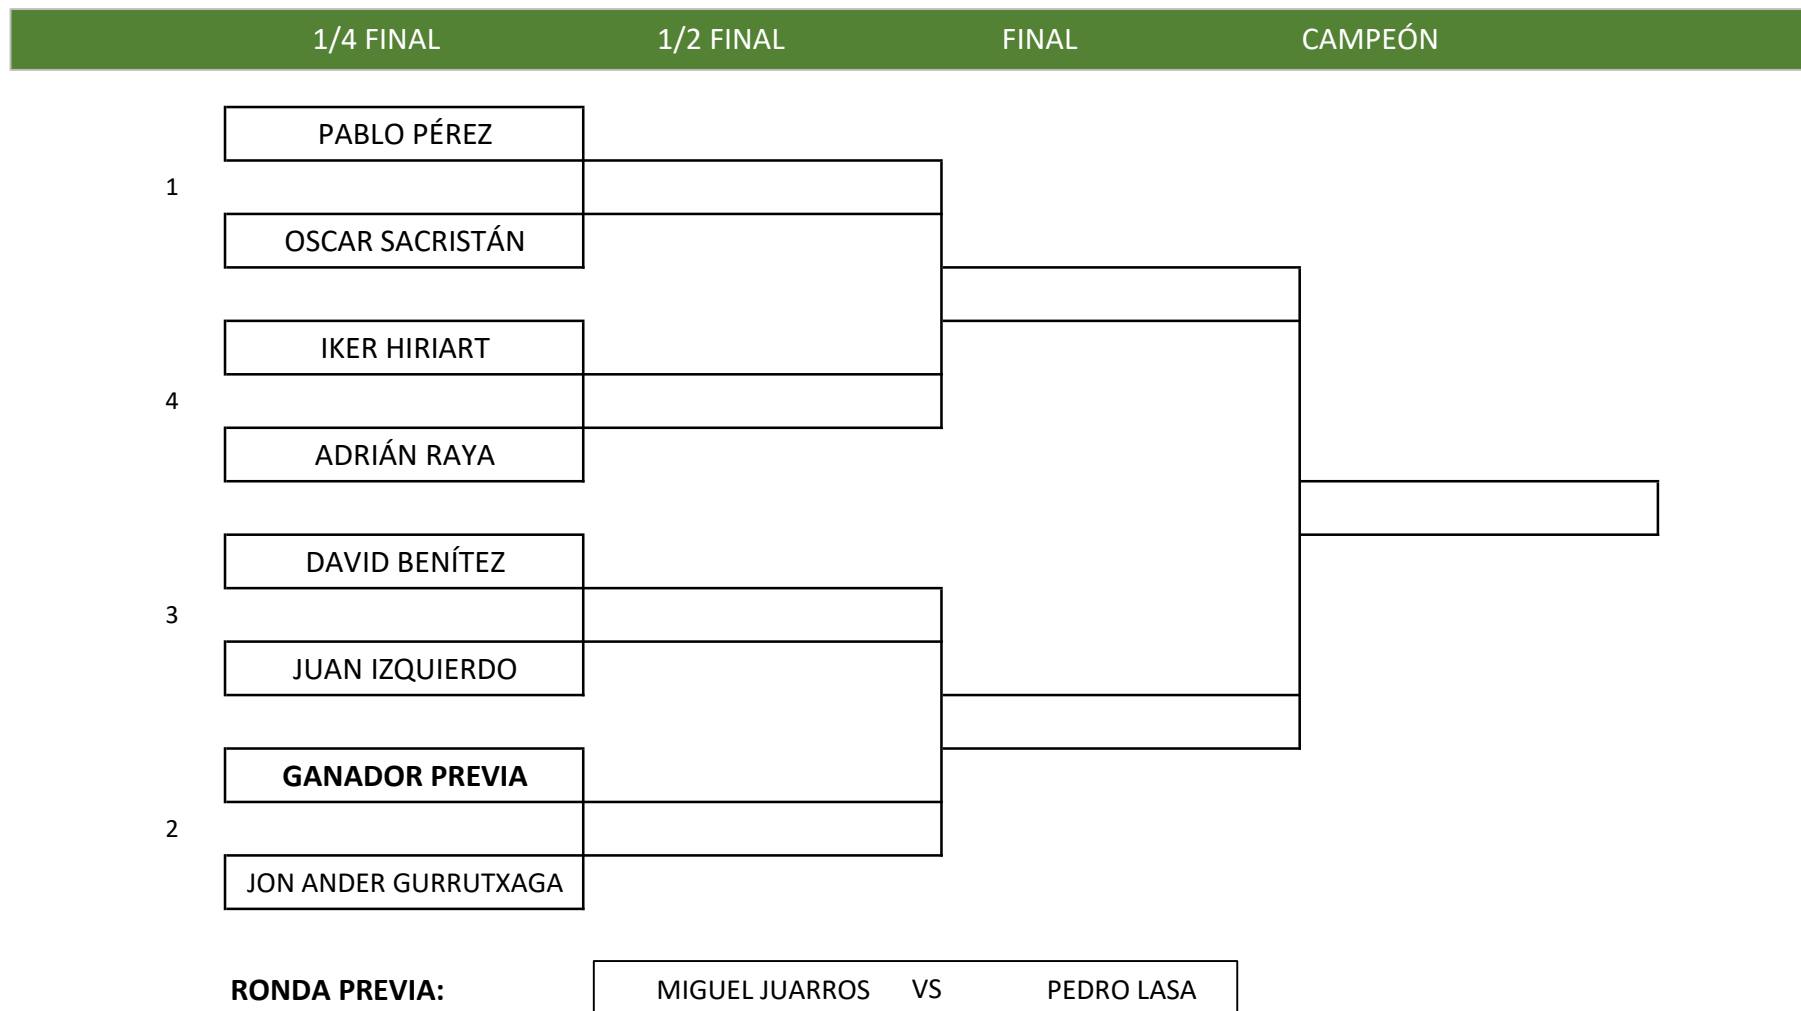 1/4 FINAL 1/2 FINAL FINAL CAMPEÓN
PABLO PÉREZ
1
OSCAR SACRISTÁN
IKER HIRIART
4
ADRIÁN RAYA
DAVID BENÍTEZ
3
JUAN IZQUIERDO
GANADOR PREVIA
2
JON ANDER GURRUTXAGA
RONDA PREVIA: MIGUEL JUARROS VS PEDRO LASA